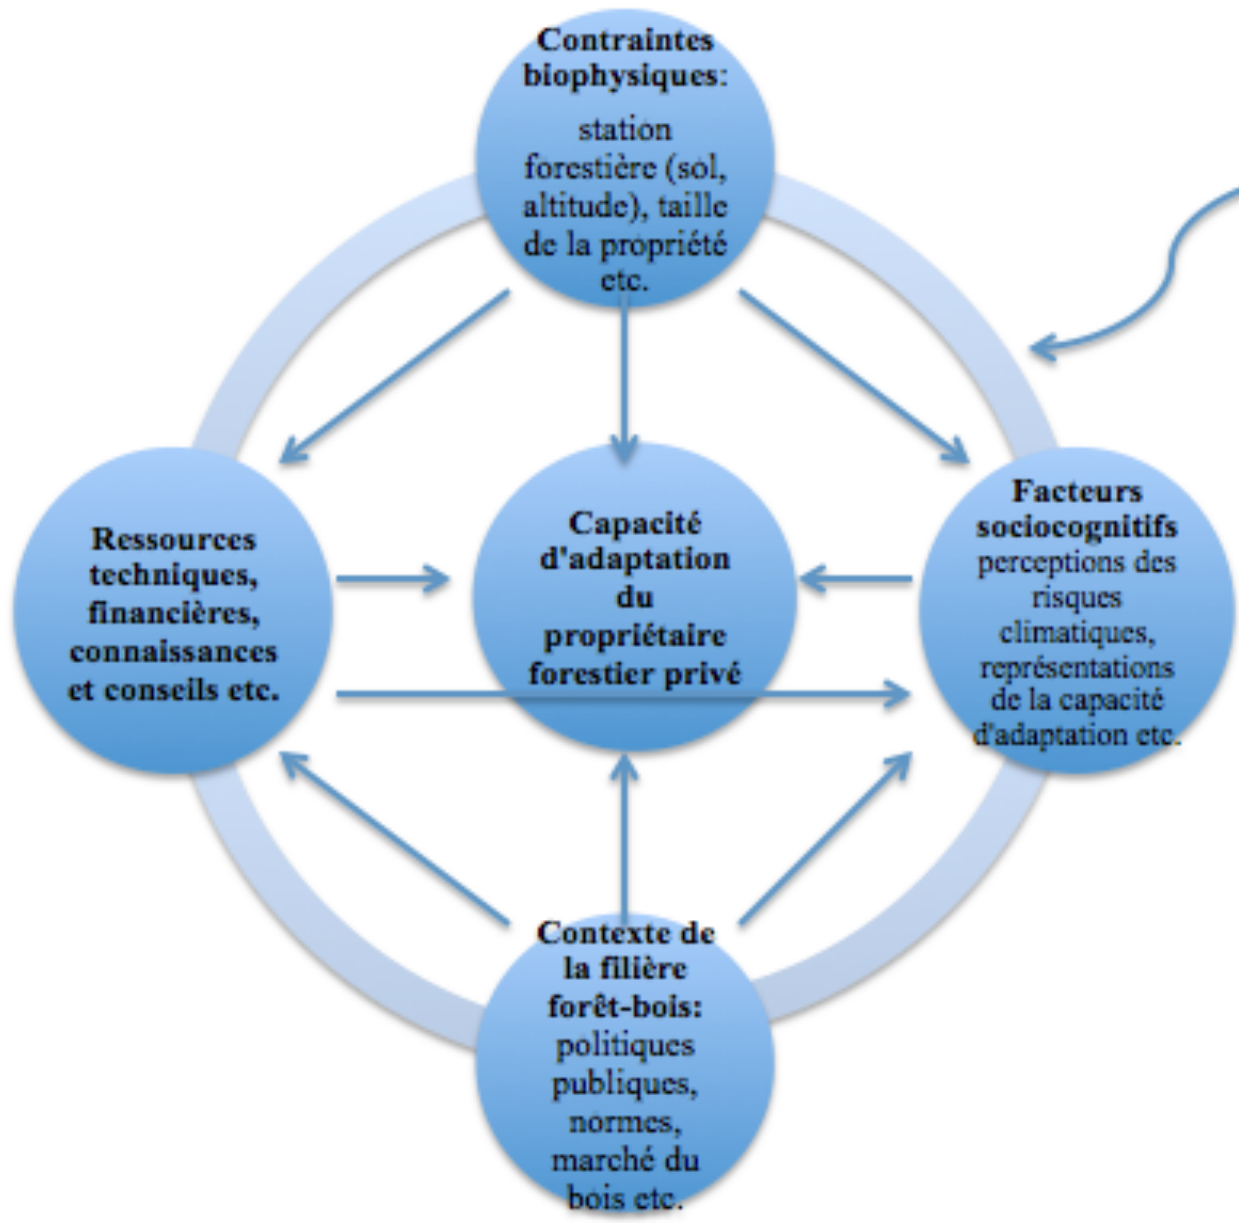 Contraintes
biophysiques:
station
forestière (sol,
altitude), taille
de la propriété
etc.
Ressources
techniques,
financières,
connaissances
et conseils etc.
Capacité
d'adaptation
du
propriétaire
forestier privé
Facteurs
sociocognitifs
perceptions des
risques
climatiques,
représentations
de la capacité
d'adaptation etc.
Contexte de
la filière
forêt-bois:
politiques
publiques,
normes,
marché du
bois etc.